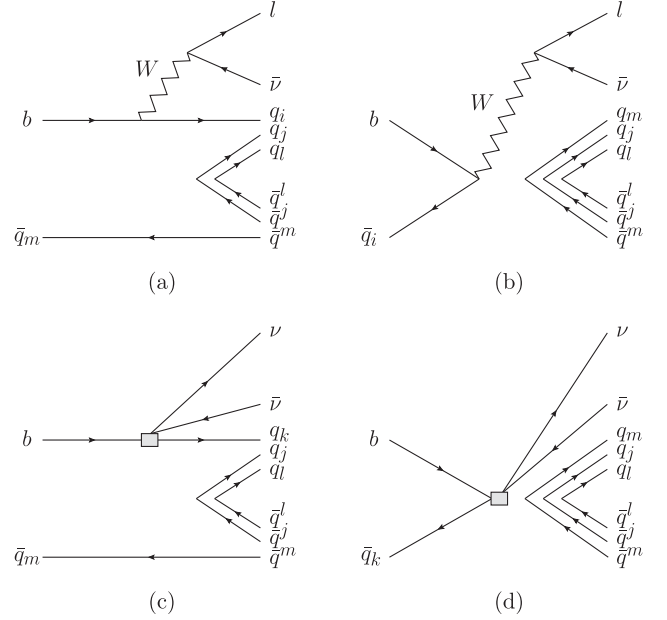 l
W
ν̄
b
q_i
q_j
q_l
q̄^l
q̄^j
q̄_m
q̄^m
(a)
W
l
ν̄
b
q_m
q_j
q_l
q̄^l
q̄^j
q̄_i
q̄^m
(b)
ν
ν̄
b
q_k
q_j
q_l
q̄^l
q̄^j
q̄_m
q̄^m
(c)
ν
ν̄
b
q_m
q_j
q_l
q̄^l
q̄^j
q̄_k
q̄^m
(d)